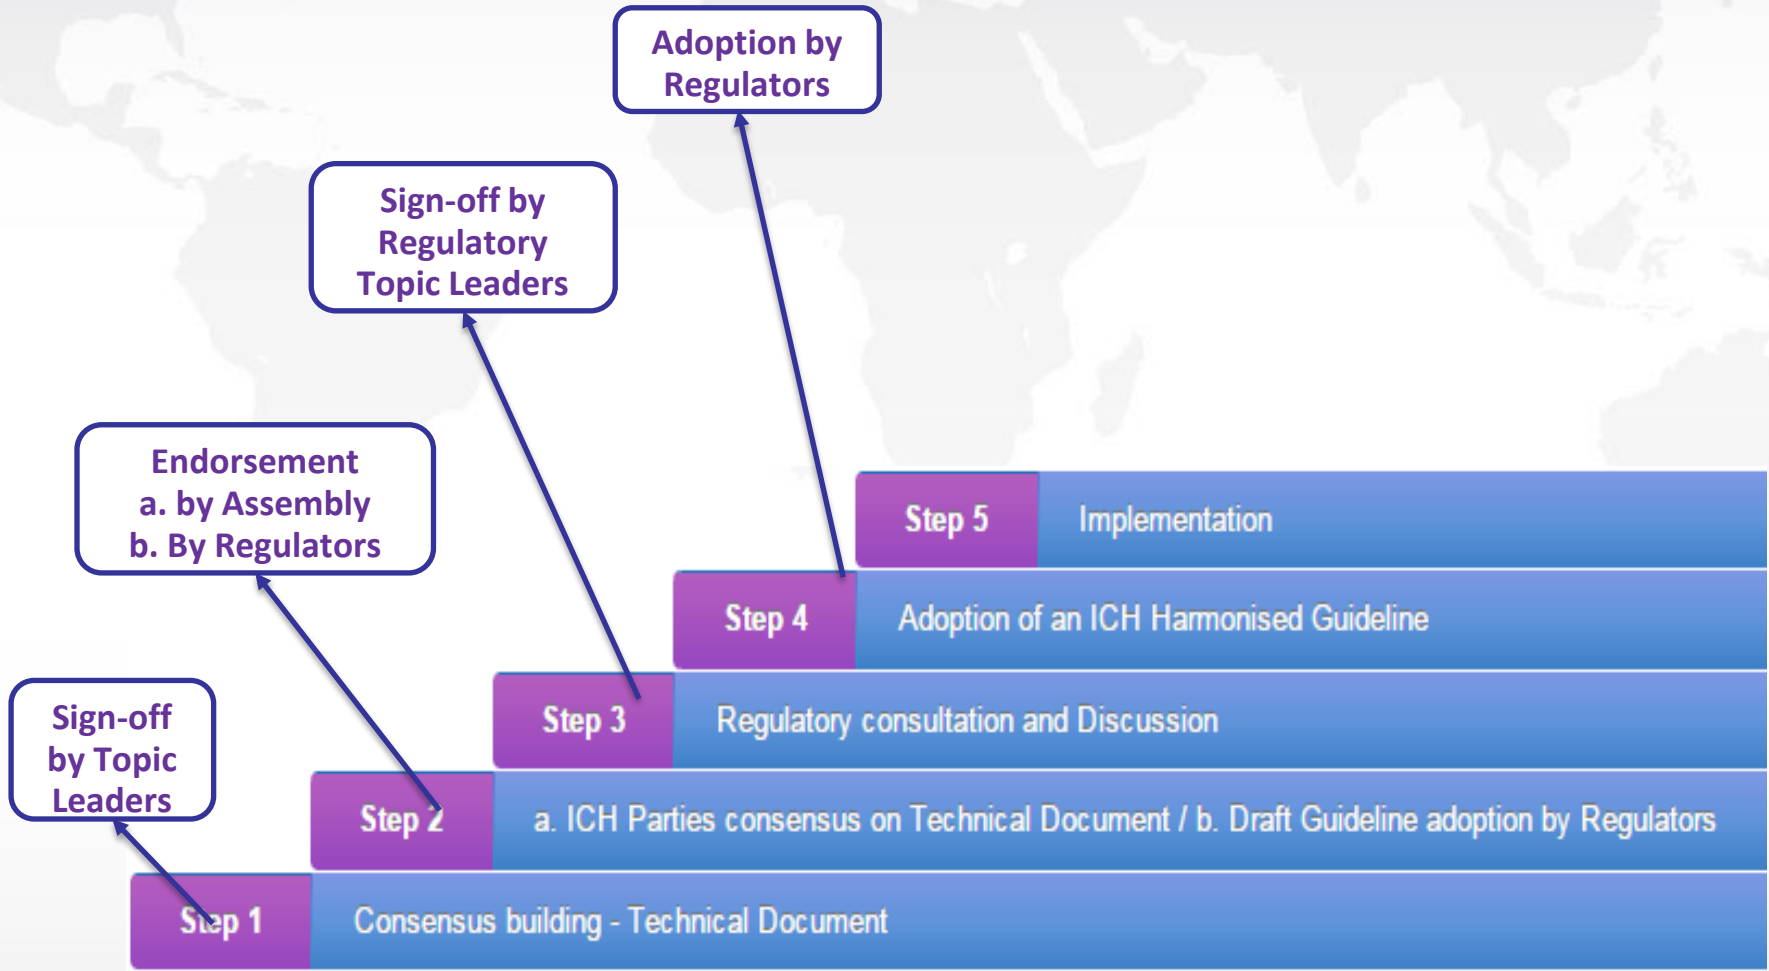 Adoption by
Regulators
Sign-off by
Regulatory
Topic Leaders
Endorsement
a. by Assembly
b. By Regulators
Sign-off
by Topic
Leaders
Step 5 Implementation
Step 4 Adoption of an ICH Harmonised Guideline
Step 3 Regulatory consultation and Discussion
Step 2 a. ICH Parties consensus on Technical Document / b. Draft Guideline adoption by Regulators
Step 1 Consensus building - Technical Document